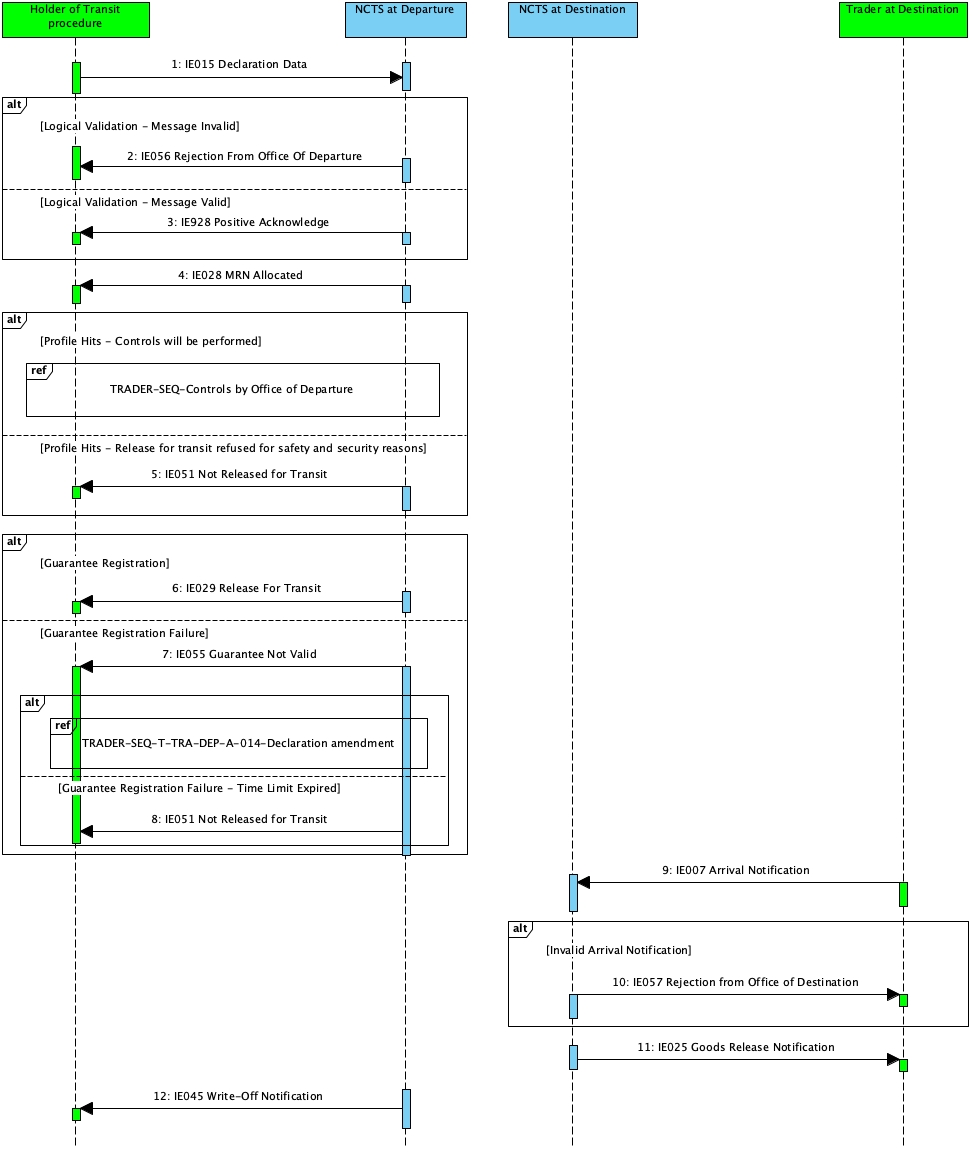 Holder of Transit
procedure
NCTS at Departure
NCTS at Destination
Trader at Destination
1: IE015 Declaration Data
alt
[Logical Validation – Message Invalid]
2: IE056 Rejection From Office Of Departure
[Logical Validation – Message Valid]
3: IE928 Positive Acknowledge
4: IE028 MRN Allocated
alt
[Profile Hits – Controls will be performed]
ref
TRADER-SEQ-Controls by Office of Departure
[Profile Hits – Release for transit refused for safety and security reasons]
5: IE051 Not Released for Transit
alt
[Guarantee Registration]
6: IE029 Release For Transit
[Guarantee Registration Failure]
7: IE055 Guarantee Not Valid
alt
ref
TRADER-SEQ-T-TRA-DEP-A-014-Declaration amendment
[Guarantee Registration Failure – Time Limit Expired]
8: IE051 Not Released for Transit
9: IE007 Arrival Notification
alt
[Invalid Arrival Notification]
10: IE057 Rejection from Office of Destination
11: IE025 Goods Release Notification
12: IE045 Write-Off Notification